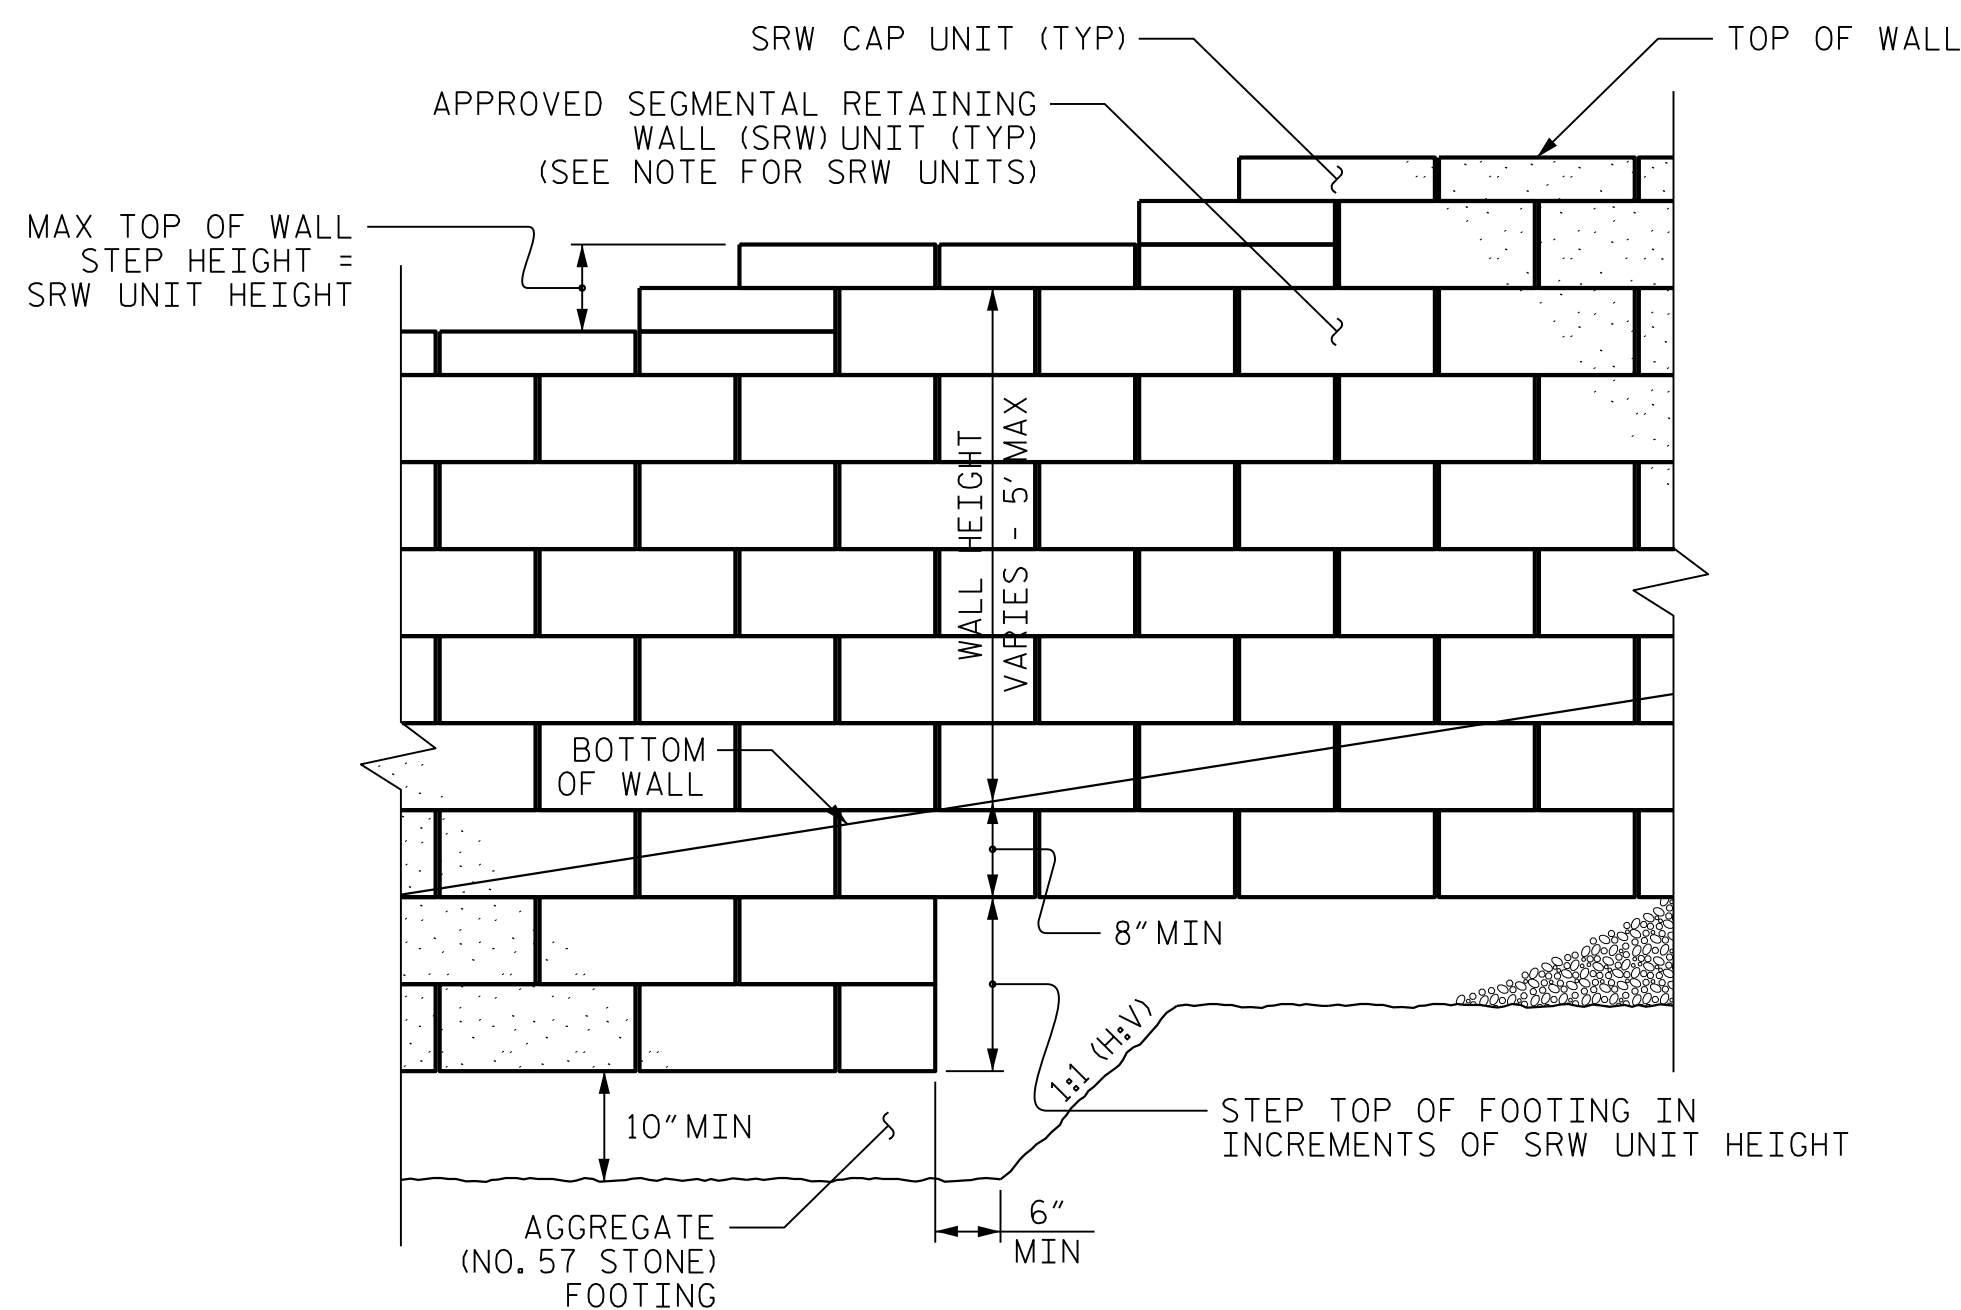 SRW CAP UNIT (TYP)
TOP OF WALL
APPROVED SEGMENTAL RETAINING
WALL (SRW) UNIT (TYP)
(SEE NOTE FOR SRW UNITS)
MAX TOP OF WALL
STEP HEIGHT =
SRW UNIT HEIGHT
WALL HEIGHT
VARIES - 5' MAX
BOTTOM
OF WALL
8" MIN
1:1 (H:V)
STEP TOP OF FOOTING IN
INCREMENTS OF SRW UNIT HEIGHT
10" MIN
AGGREGATE
(NO. 57 STONE)
FOOTING
6"
MIN